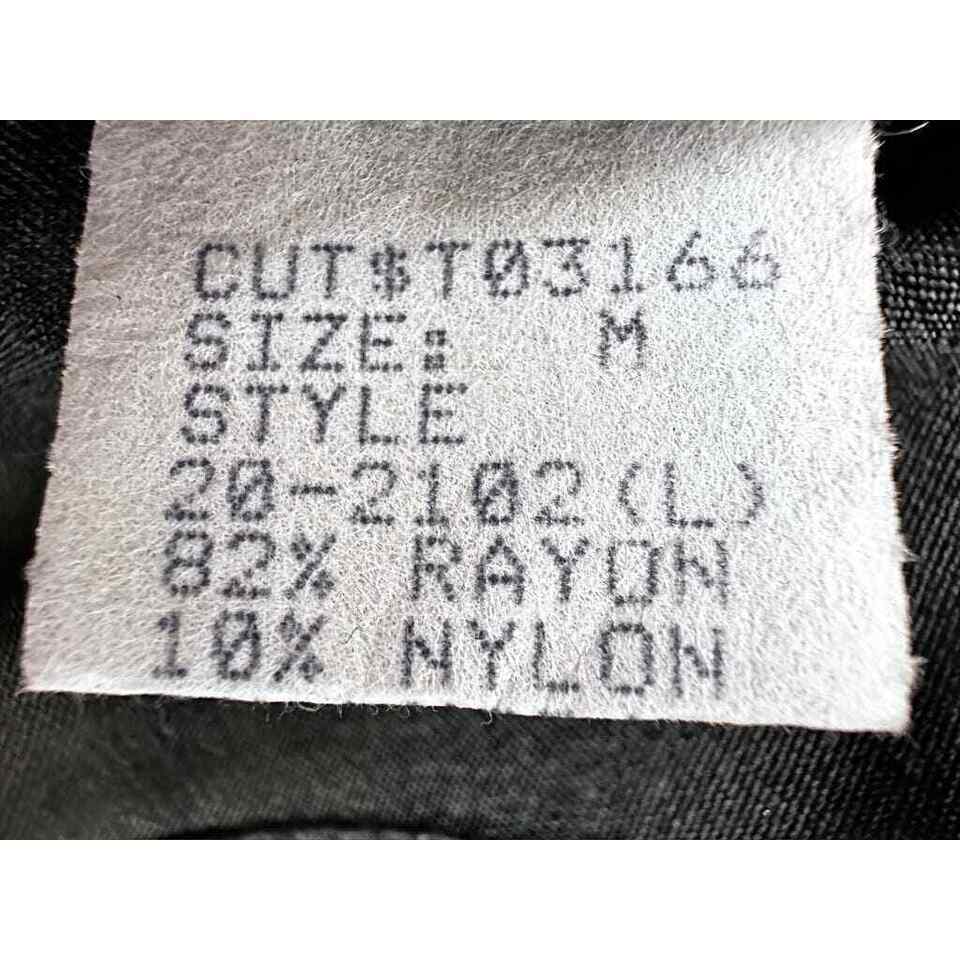 CUT$T03166
SIZE: M
STYLE
20-2102(L)
82% RAYON
10% NYLON